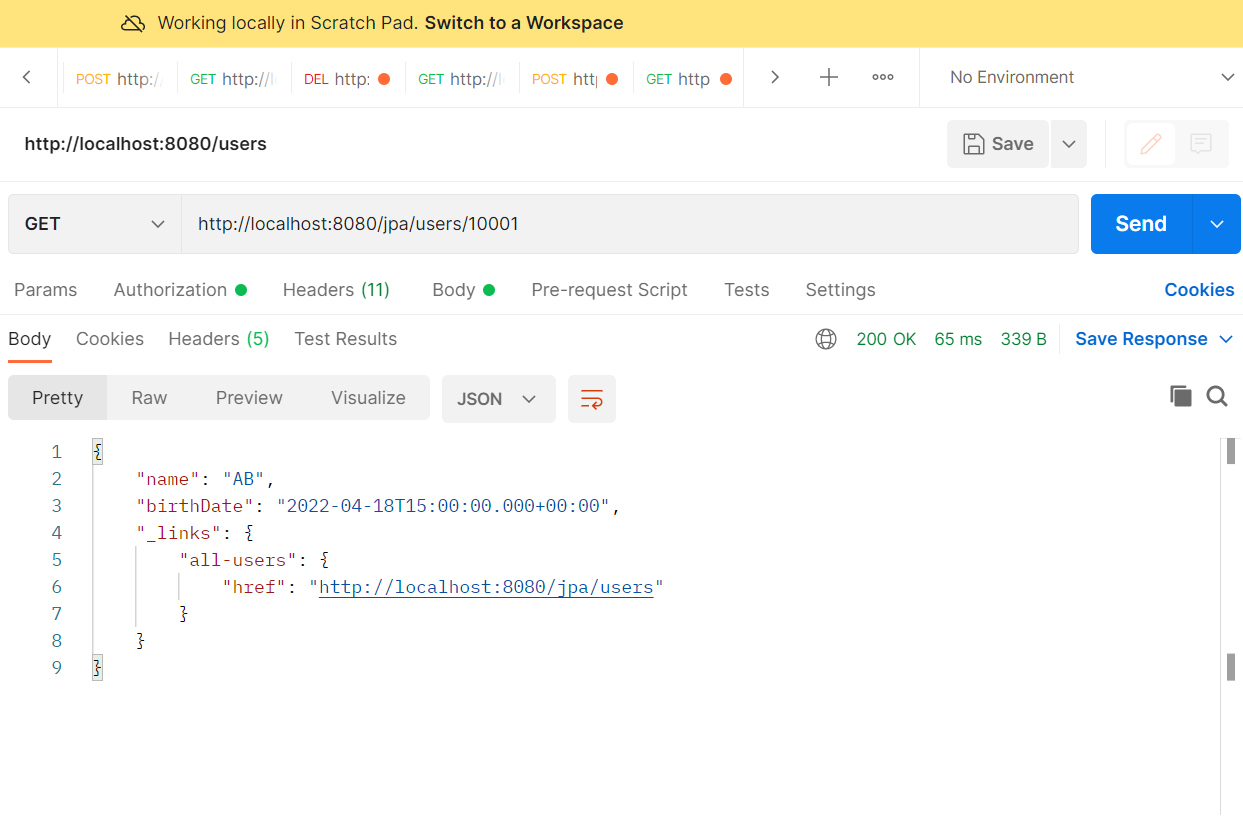 Working locally in Scratch Pad. Switch to a Workspace
POST http:/ GET http://l DEL http: GET http://l POST htt GET http No Environment
http://localhost:8080/users Save
GET http://localhost:8080/jpa/users/10001 Send
Params Authorization Headers (11) Body Pre-request Script Tests Settings Cookies
Body Cookies Headers (5) Test Results 200 OK 65 ms 339 B Save Response
Pretty Raw Preview Visualize JSON
1 {
2 "name": "AB",
3 "birthDate": "2022-04-18T15:00:00.000+00:00",
4 "_links": {
5 "all-users": {
6 "href": "http://localhost:8080/jpa/users"
7 }
8 }
9 }